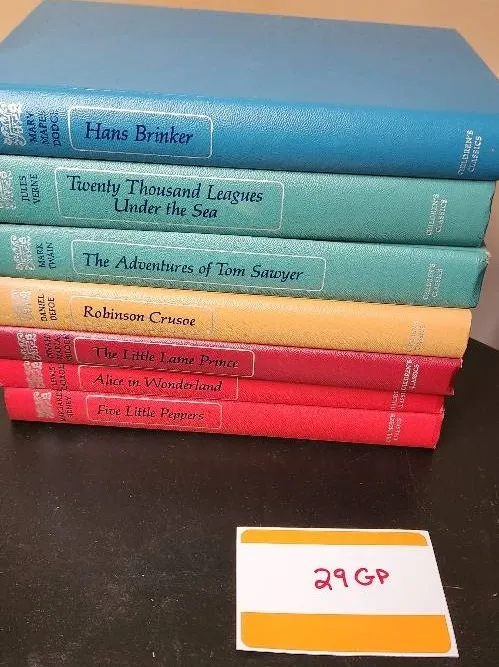 MARY
MAPES
DODGE
Hans Brinker
CHILDREN'S
CLASSICS
JULES
VERNE
Twenty Thousand Leagues
Under the Sea
CHILDREN'S
CLASSICS
MARK
TWAIN
The Adventures of Tom Sawyer
CHILDREN'S
CLASSICS
DANIEL
DEFOE
Robinson Crusoe
The Little Lame Prince
CHILDREN'S
CLASSICS
Alice in Wonderland
Five Little Peppers
29GP